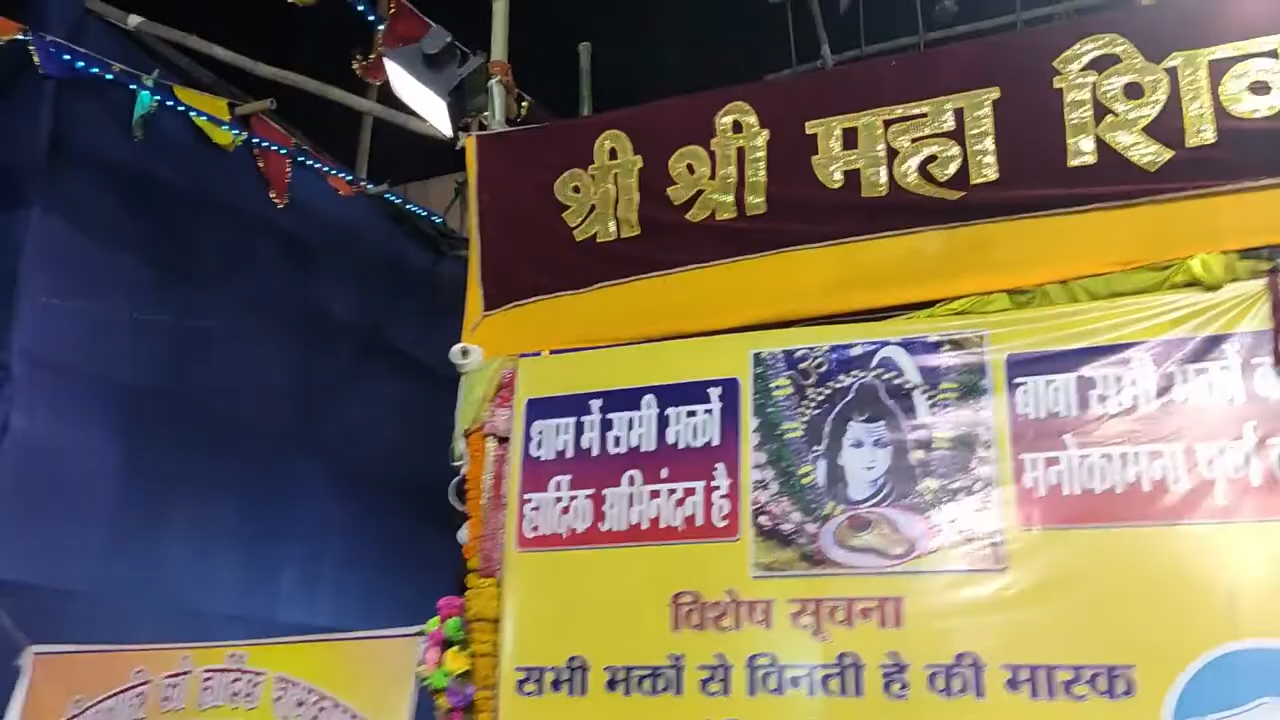 श्री श्री महा
धाम में सभी भक्तों
हार्दिक अभिनंदन है
बाबा सभी भक्तों
मनोकामना पूर्ण
विशेष सूचना
सभी भक्तों से विनती हे की मास्क
को हार्दिक